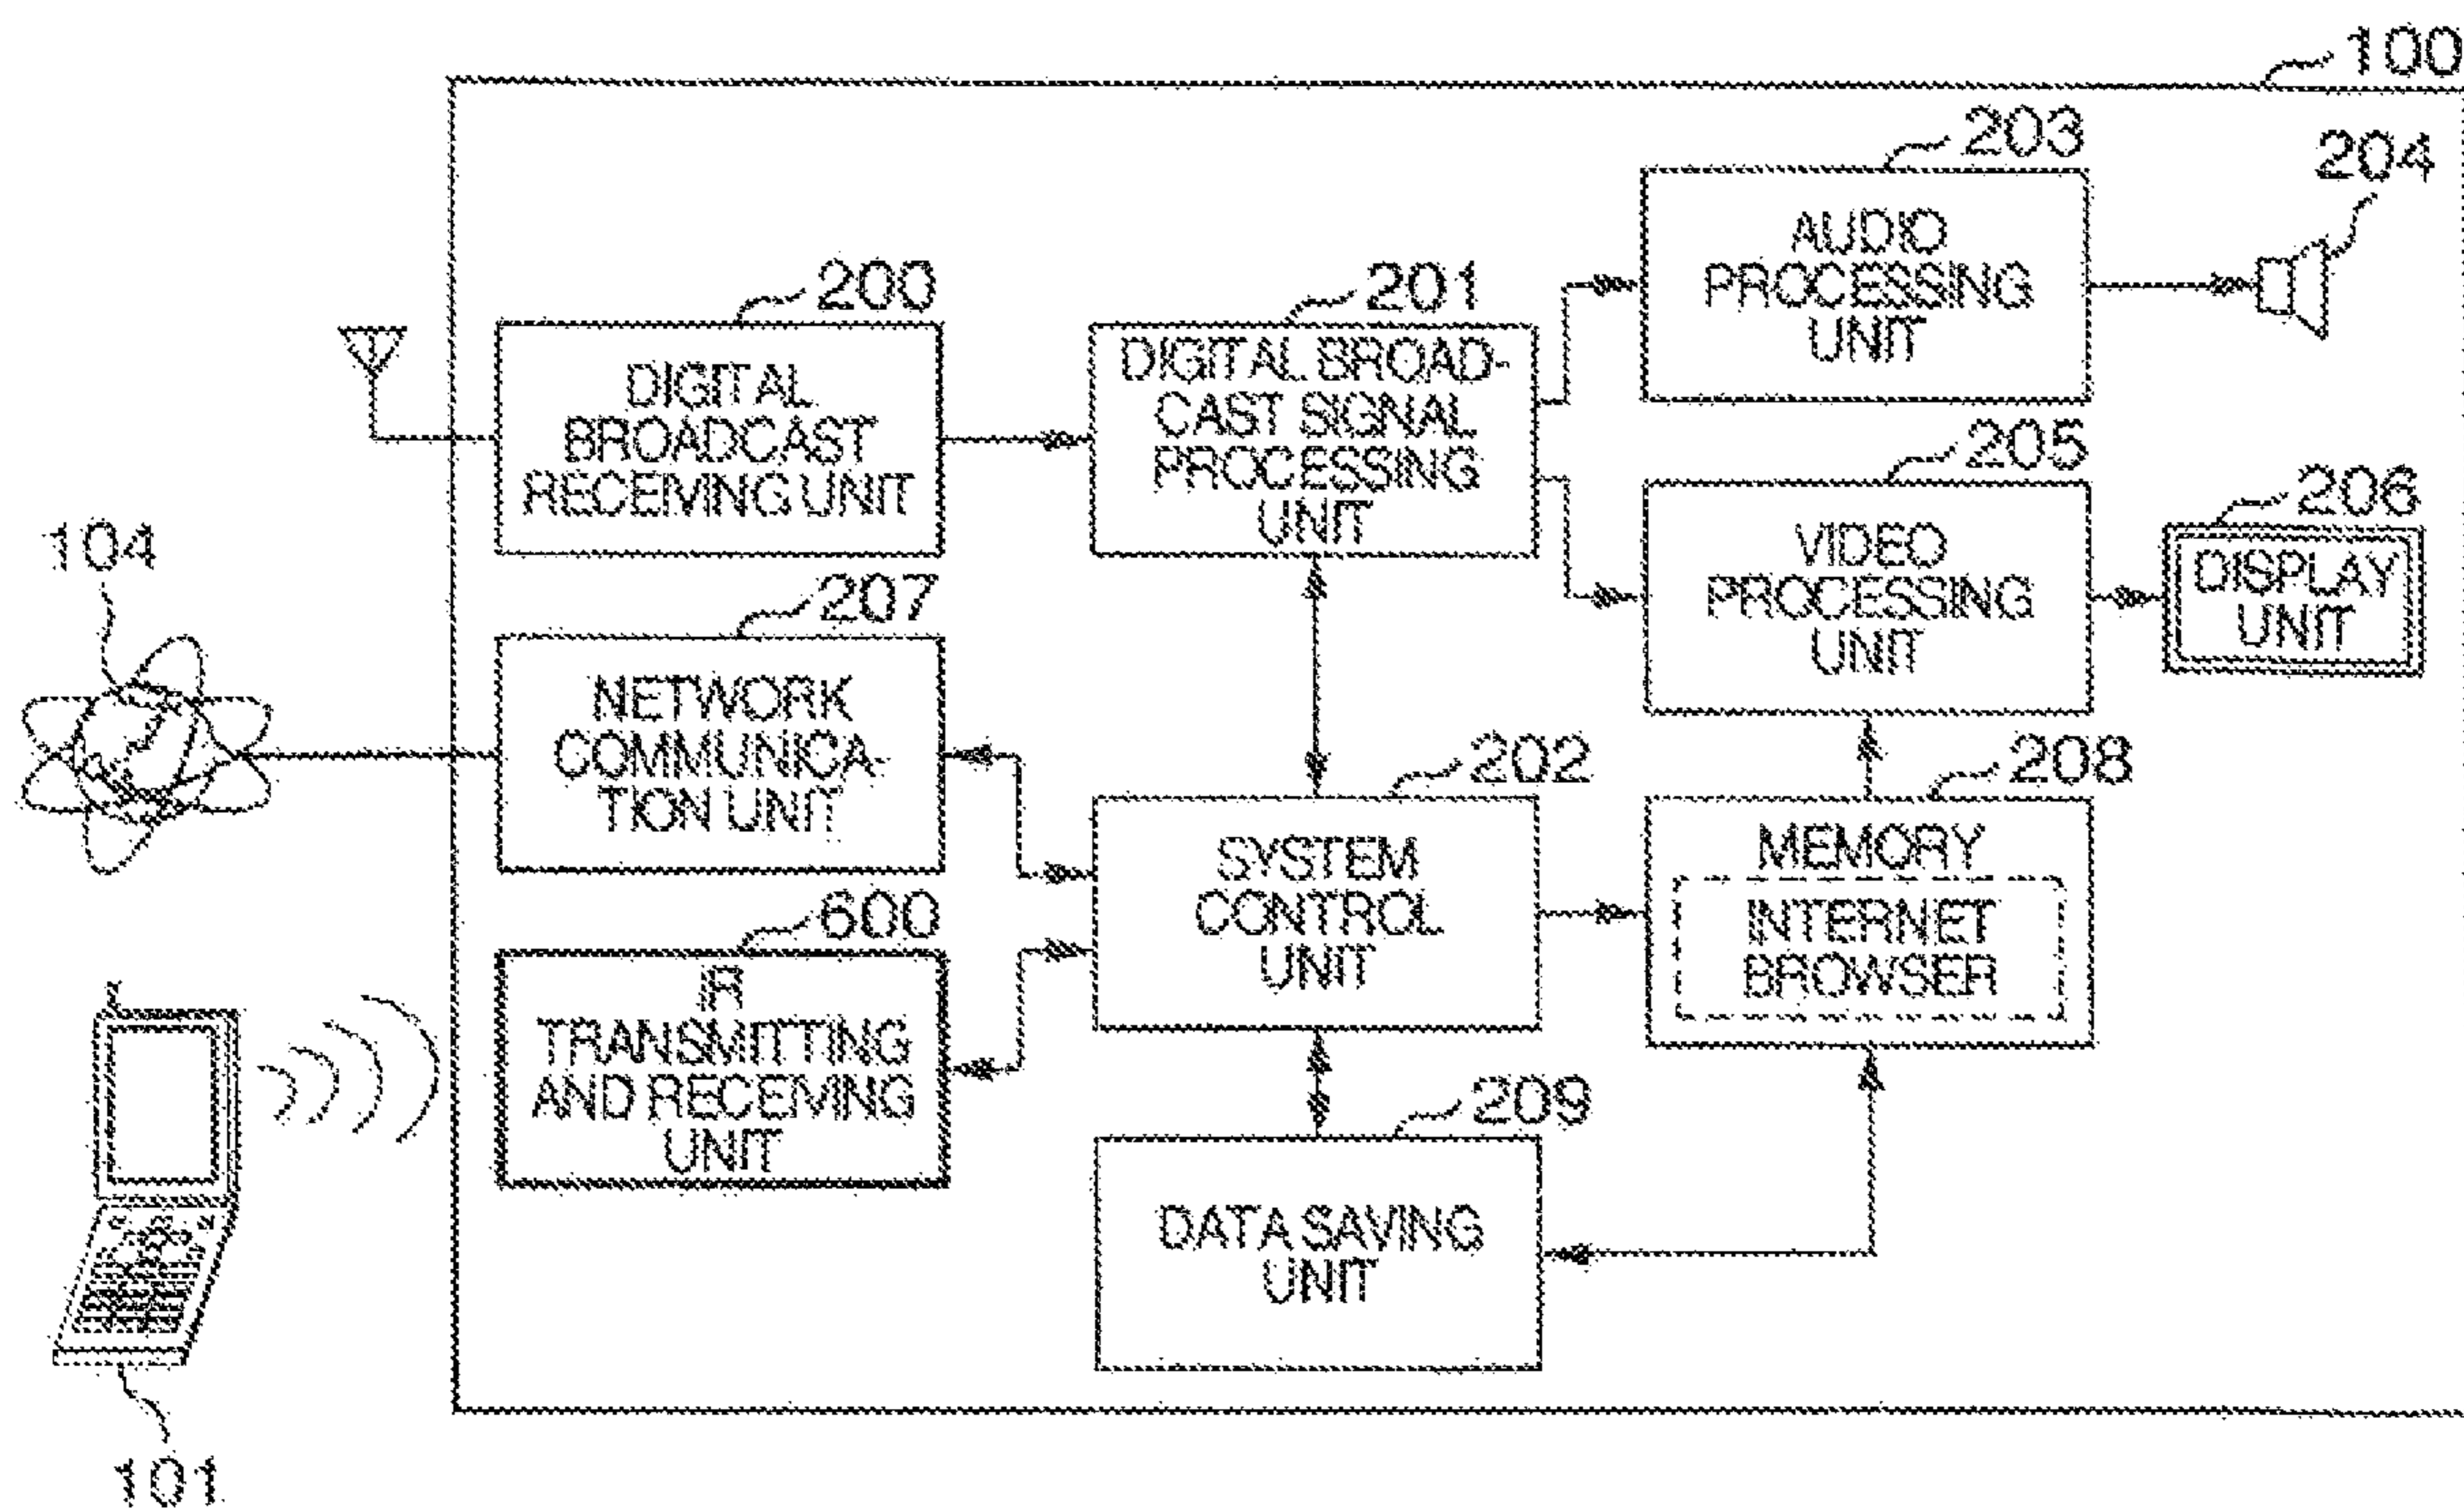 100
203
AUDIO
PROCESSING
UNIT
204
200
DIGITAL
BROADCAST
RECEIVING UNIT
201
DIGITAL BROAD-
CAST SIGNAL
PROCESSING
UNIT
205
VIDEO
PROCESSING
UNIT
206
DISPLAY
UNIT
104
207
NETWORK
COMMUNICA-
TION UNIT
202
SYSTEM
CONTROL
UNIT
208
MEMORY
INTERNET
BROWSER
600
IR
TRANSMITTING
AND RECEIVING
UNIT
209
DATA SAVING
UNIT
101